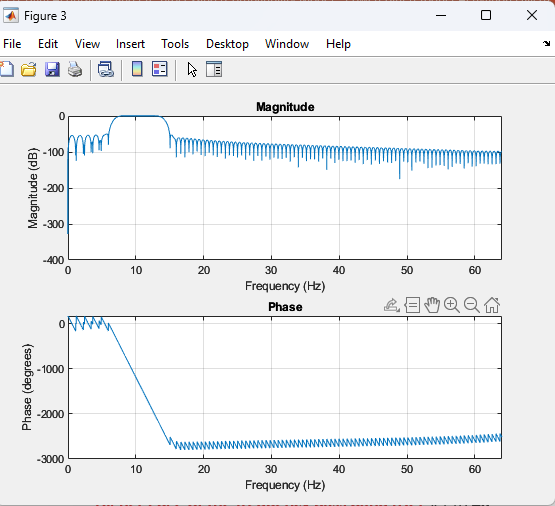 Figure 3
File Edit View Insert Tools Desktop Window Help
Magnitude
Magnitude (dB)
0
-100
-200
-300
-400
0 10 20 30 40 50 60
Frequency (Hz)
Phase
Phase (degrees)
0
-1000
-2000
-3000
0 10 20 30 40 50 60
Frequency (Hz)